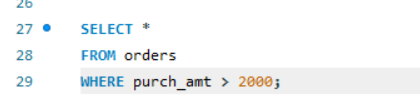 26
27 SELECT *
28 FROM orders
29 WHERE purch_amt > 2000;